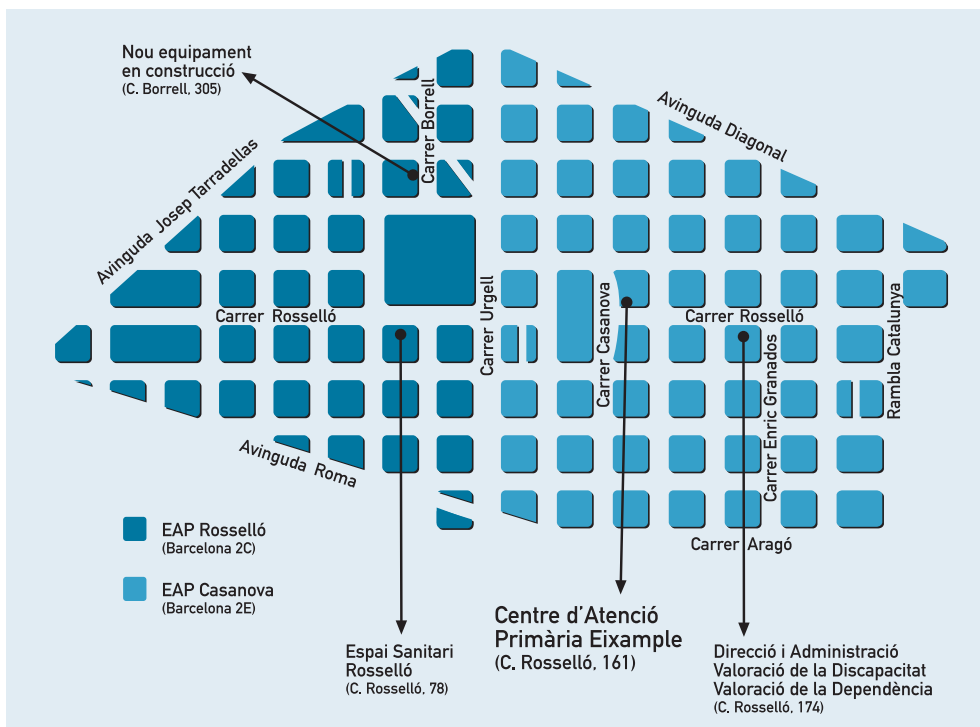 Nou equipament
en construcció
(C. Borrell, 305)
Avinguda Diagonal
Carrer Borrell
Avinguda Josep Tarradellas
Carrer Rosselló
Carrer Urgell
Carrer Casanova
Carrer Rosselló
Carrer Enric Granados
Rambla Catalunya
Avinguda Roma
Carrer Aragó
EAP Rosselló
(Barcelona 2C)
EAP Casanova
(Barcelona 2E)
Espai Sanitari
Rosselló
(C. Rosselló, 78)
Centre d'Atenció
Primària Eixample
(C. Rosselló, 161)
Direcció i Administració
Valoració de la Discapacitat
Valoració de la Dependència
(C. Rosselló, 174)